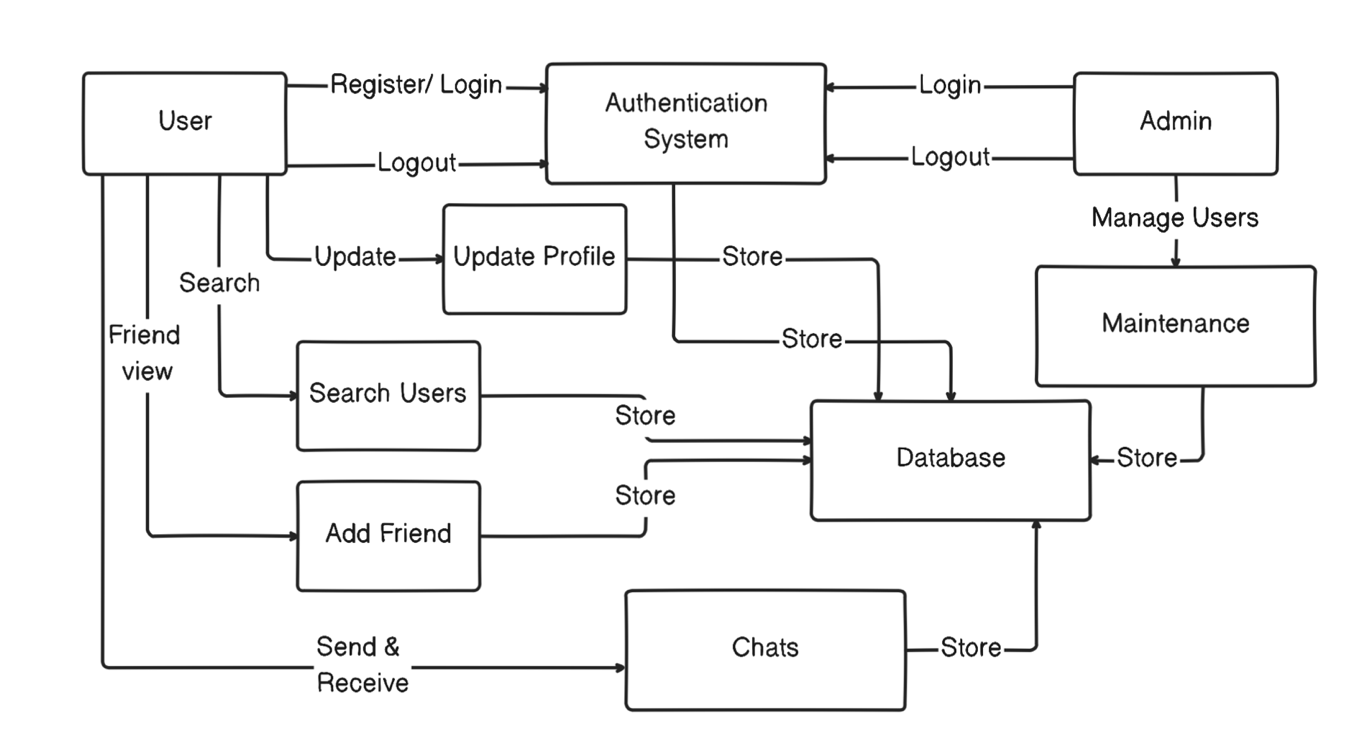 User
Register/ Login
Authentication
System
Login
Admin
Logout
Logout
Manage Users
Update
Update Profile
Store
Search
Friend
view
Store
Maintenance
Search Users
Store
Database
Store
Store
Add Friend
Send &
Receive
Chats
Store